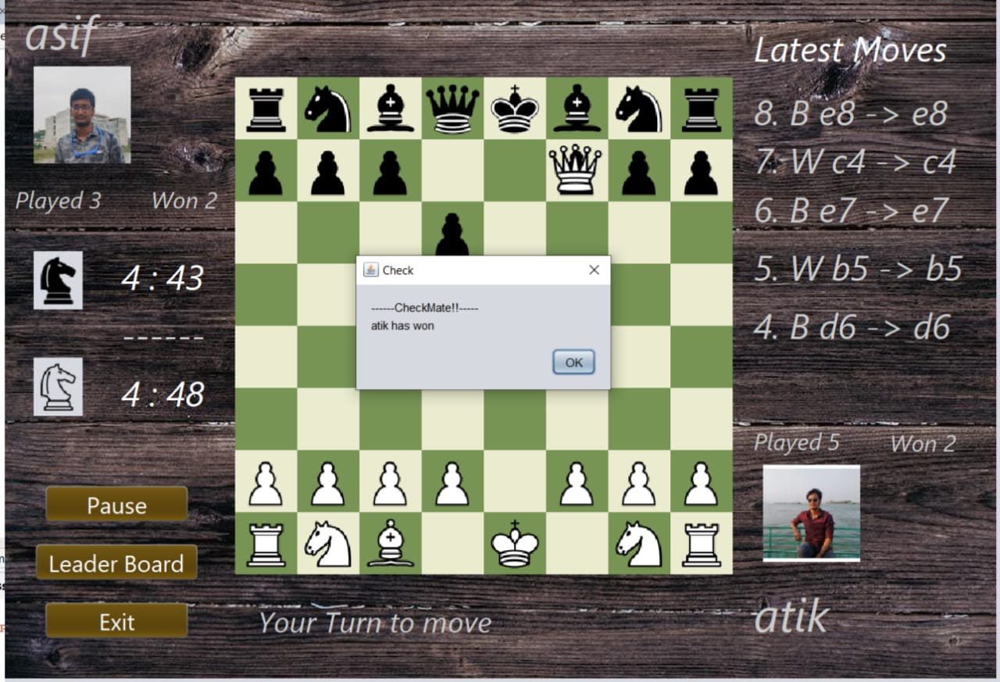 asif
Played 3 Won 2
4 : 43
------
4 : 48
Pause
Leader Board
Exit
Check
------CheckMate!!-----
atik has won
OK
Your Turn to move
Latest Moves
8. B e8 -> e8
7. W c4 -> c4
6. B e7 -> e7
5. W b5 -> b5
4. B d6 -> d6
Played 5 Won 2
atik